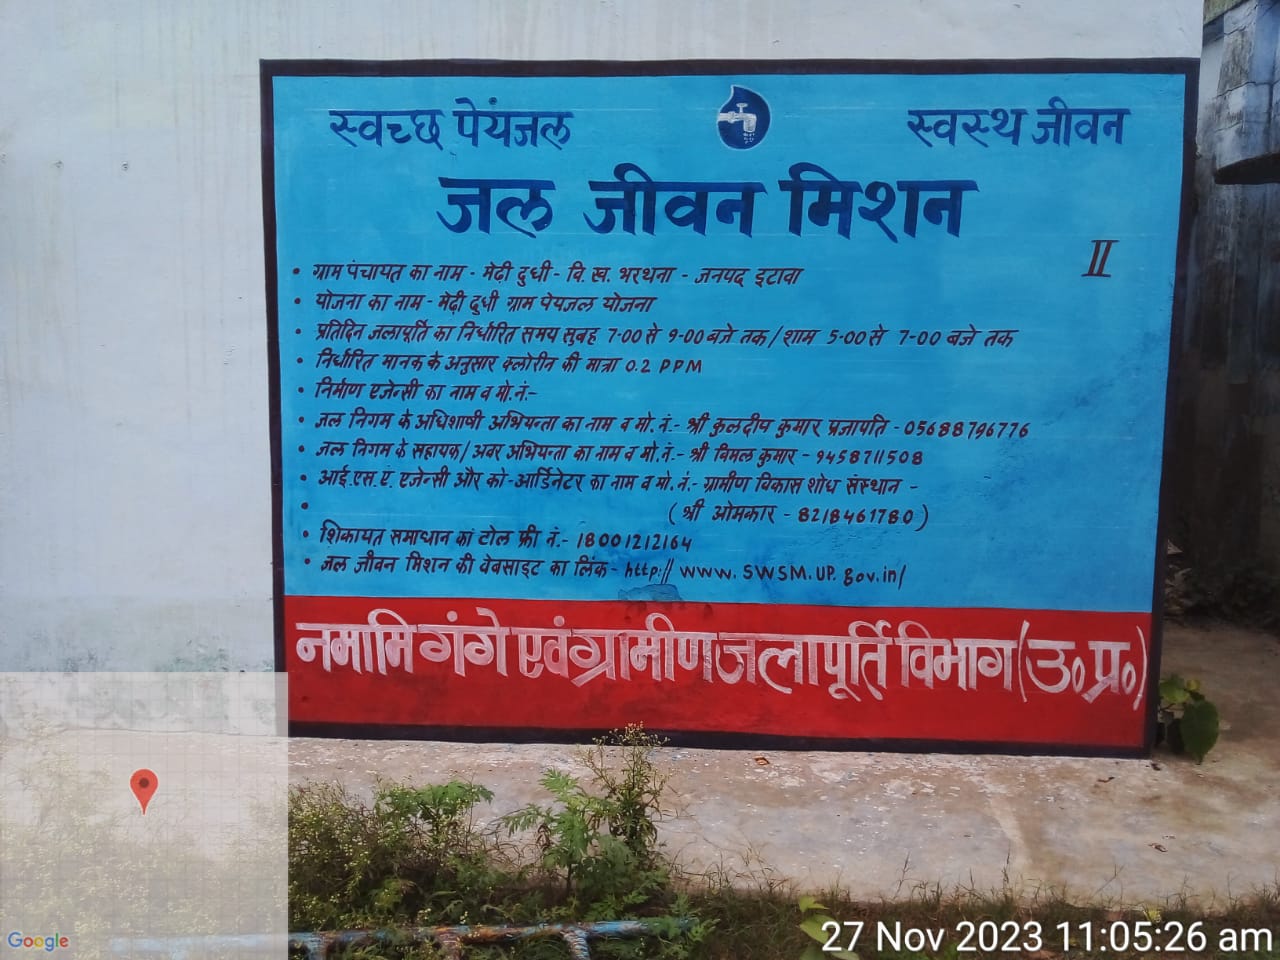 स्वच्छ पेयंजल
स्वस्थ जीवन
जल जीवन मिशन
II
• ग्राम पंचायत का नाम - मेढ़ी दुधी - वि. ख. भरथना - जनपद इटावा
• योजना का नाम - मेढ़ी दुधी ग्राम पेयजल योजना
• प्रतिदिन जलापूर्ति का निर्धारित समय सुबह 7-00 से 9-00 बजे तक / शाम 5-00 से 7-00 बजे तक
• निर्धारित मानक के अनुसार क्लोरीन की मात्रा 0.2 PPM
• निर्माण एजेन्सी का नाम व मो.नं:-
• जल निगम के अधिशाषी अभियन्ता का नाम व मो. नं.- श्री कुलदीप कुमार प्रजापति - 05688796776
• जल निगम के सहायक/ अवर अभियन्ता का नाम व मो.नं.- श्री विमल कुमार - 9458711508
• आई.एस.ए. एजेन्सी और को-आर्डिनेटर का नाम व मो. नं.- ग्रामीण विकास शोध संस्थान -
• (श्री ओमकार - 8218461780)
• शिकायत समाधान कां टोल फ्री नं.- 18001212164
• जल जीवन मिशन की वेबसाइट का लिंक - http// www.SWSM.UP.gov.in/
नमामि गंगे एवं ग्रामीण जलापूर्ति विभाग (उ० प्र०)
Google
27 Nov 2023 11:05:26 am